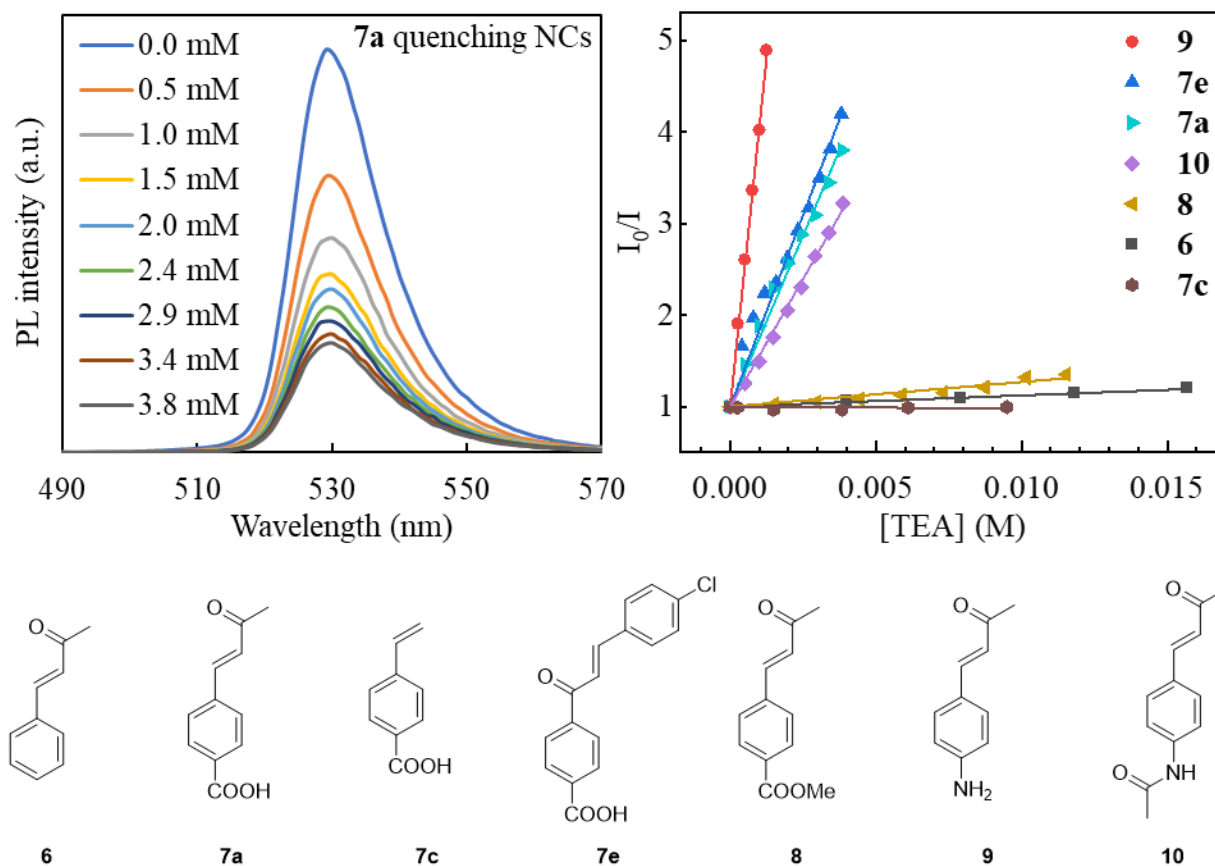 7a quenching NCs
0.0 mM
0.5 mM
1.0 mM
1.5 mM
2.0 mM
2.4 mM
2.9 mM
3.4 mM
3.8 mM
PL intensity (a.u.)
490 510 530 550 570
Wavelength (nm)
5
4
3
2
1
I₀/I
9
7e
7a
10
8
6
7c
0.000 0.005 0.010 0.015
[TEA] (M)
O
O
COOH
COOH
O
Cl
COOH
O
COOMe
O
NH₂
O
O
NH
6 7a 7c 7e 8 9 10